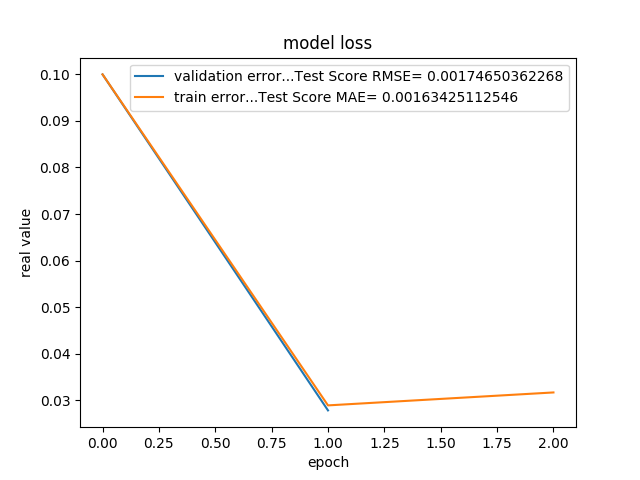 model loss
validation error...Test Score RMSE= 0.00174650362268
train error...Test Score MAE= 0.00163425112546
0.10
0.09
0.08
0.07
0.06
0.05
0.04
0.03
real value
0.00 0.25 0.50 0.75 1.00 1.25 1.50 1.75 2.00
epoch